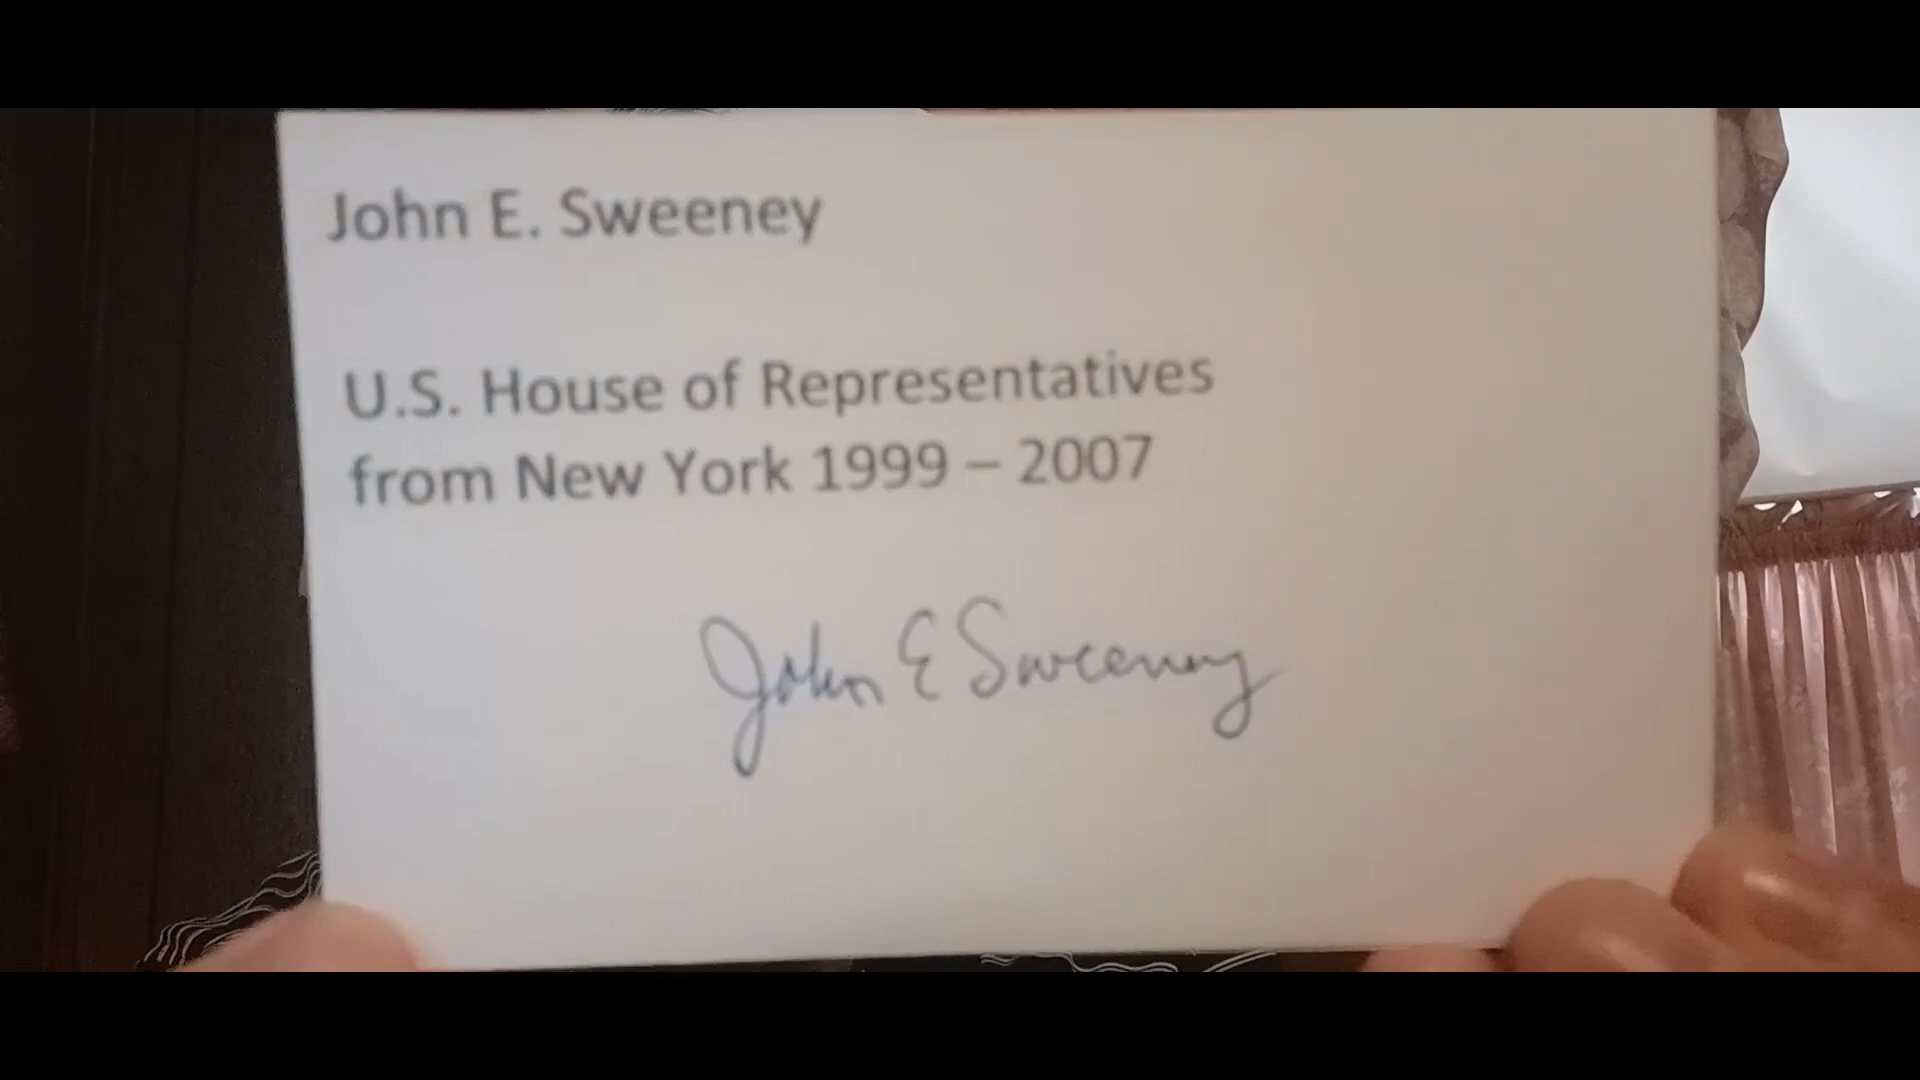 John E. Sweeney
U.S. House of Representatives
from New York 1999 – 2007
John E Sweeney